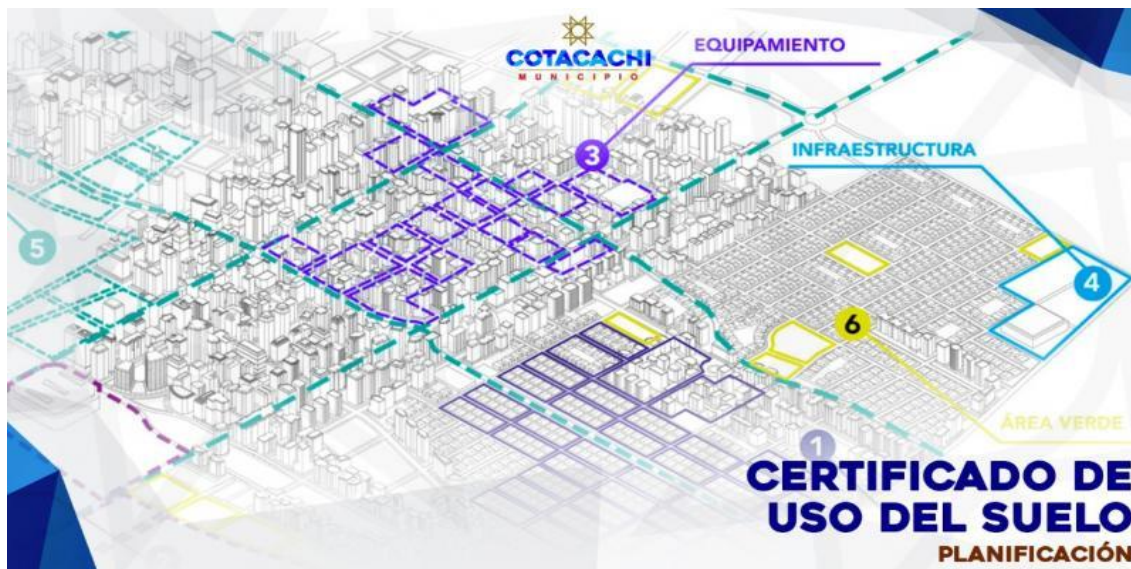 COTACACHI
MUNICIPIO
EQUIPAMIENTO
3
INFRAESTRUCTURA
5
4
6
ÁREA VERDE
1
CERTIFICADO DE
USO DEL SUELO
PLANIFICACIÓN